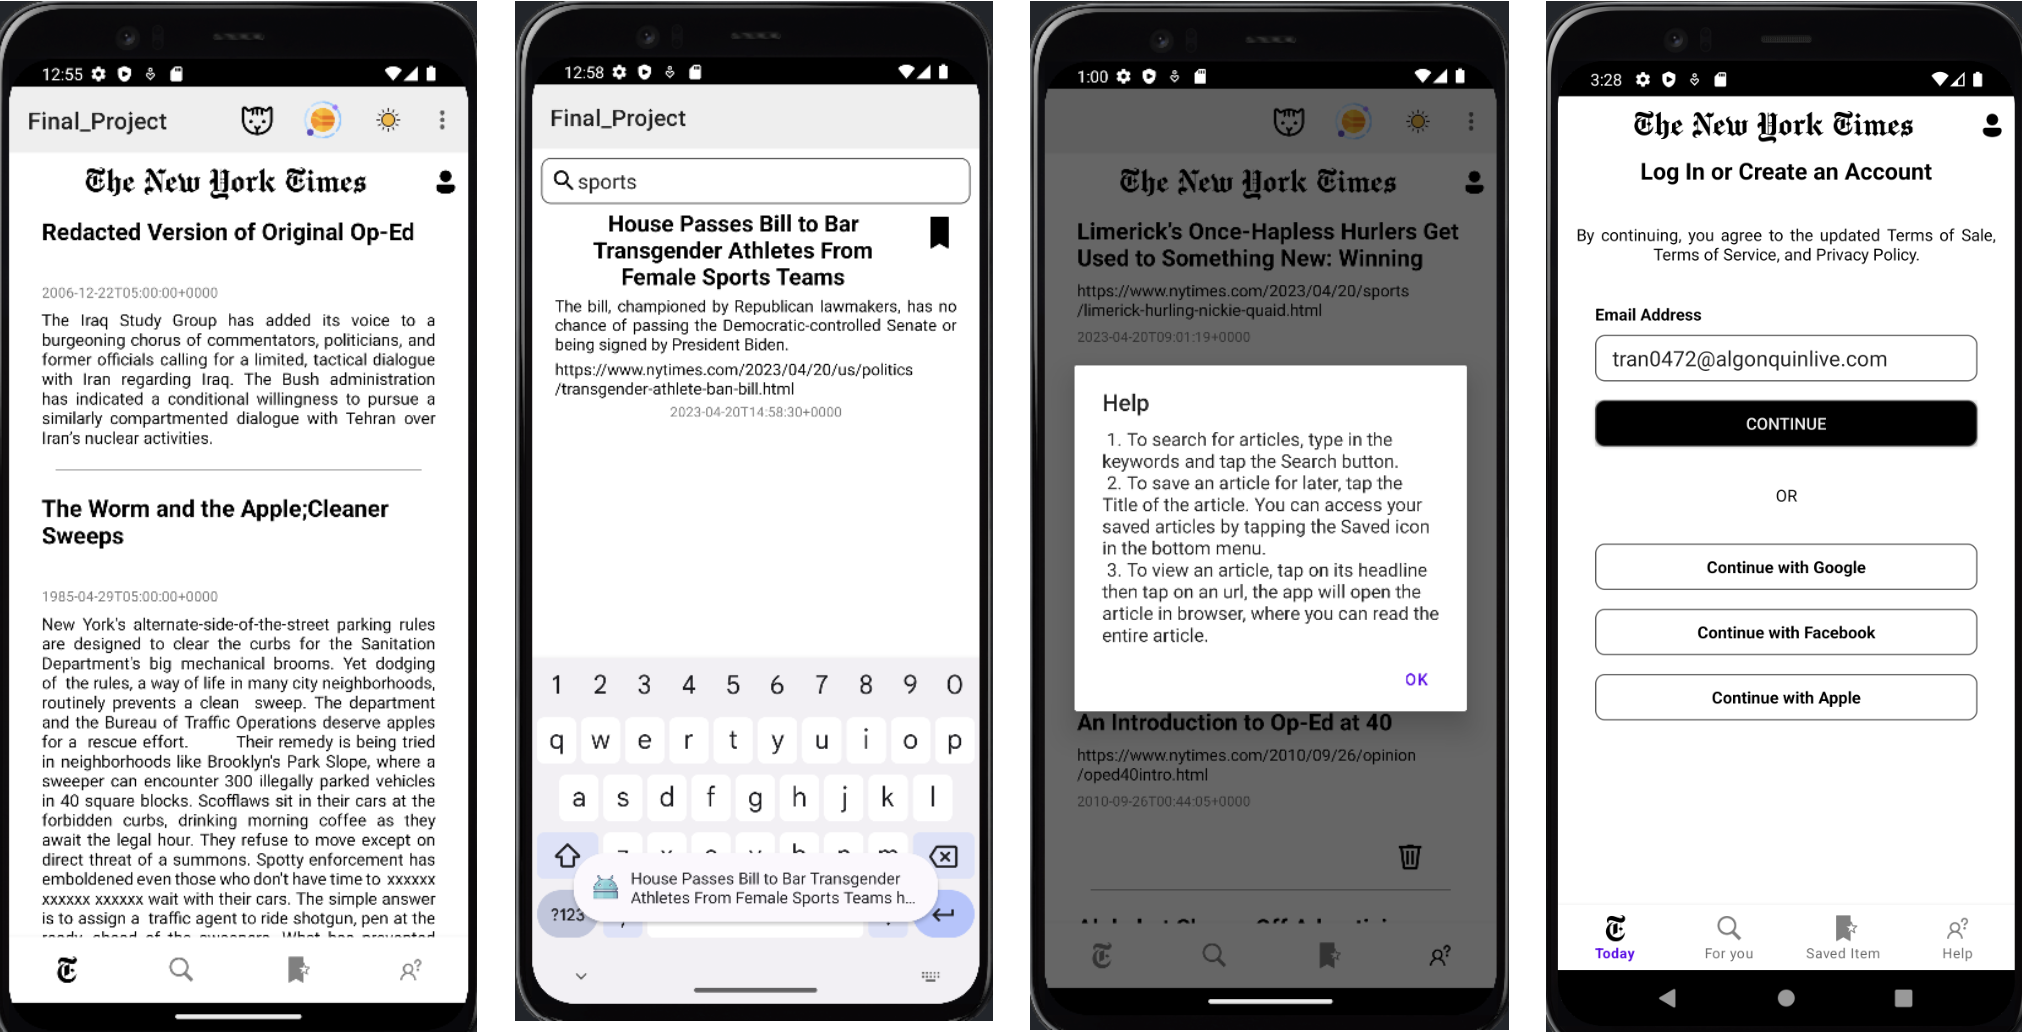 12:55
Final_Project
The New York Times
Redacted Version of Original Op-Ed
2006-12-22T05:00:00+0000
The Iraq Study Group has added its voice to a
burgeoning chorus of commentators, politicians, and
former officials calling for a limited, tactical dialogue
with Iran regarding Iraq. The Bush administration
has indicated a conditional willingness to pursue a
similarly compartmented dialogue with Tehran over
Iran's nuclear activities.
The Worm and the Apple;Cleaner
Sweeps
1985-04-29T05:00:00+0000
New York's alternate-side-of-the-street parking rules
are designed to clear the curbs for the Sanitation
Department's big mechanical brooms. Yet dodging
of the rules, a way of life in many city neighborhoods,
routinely prevents a clean sweep. The department
and the Bureau of Traffic Operations deserve apples
for a rescue effort. Their remedy is being tried
in neighborhoods like Brooklyn's Park Slope, where a
sweeper can encounter 300 illegally parked vehicles
in 40 square blocks. Scofflaws sit in their cars at the
forbidden curbs, drinking morning coffee as they
await the legal hour. They refuse to move except on
direct threat of a summons. Spotty enforcement has
emboldened even those who don't have time to xxxxxx
xxxxxx xxxxxx wait with their cars. The simple answer
is to assign a traffic agent to ride shotgun, pen at the
ready, ahead of the sweepers. What has prevented
12:58
Final_Project
sports
House Passes Bill to Bar
Transgender Athletes From
Female Sports Teams
The bill, championed by Republican lawmakers, has no
chance of passing the Democratic-controlled Senate or
being signed by President Biden.
https://www.nytimes.com/2023/04/20/us/politics
/transgender-athlete-ban-bill.html
2023-04-20T14:58:30+0000
1 2 3 4 5 6 7 8 9 0
q w e r t y u i o p
a s d f g h j k l
z x c v b n m
House Passes Bill to Bar Transgender
Athletes From Female Sports Teams h...
?123 , .
1:00
The New York Times
Limerick's Once-Hapless Hurlers Get
Used to Something New: Winning
https://www.nytimes.com/2023/04/20/sports
/limerick-hurling-nickie-quaid.html
2023-04-20T09:01:19+0000
Help
1. To search for articles, type in the
keywords and tap the Search button.
2. To save an article for later, tap the
Title of the article. You can access your
saved articles by tapping the Saved icon
in the bottom menu.
3. To view an article, tap on its headline
then tap on an url, the app will open the
article in browser, where you can read the
entire article.
OK
An Introduction to Op-Ed at 40
https://www.nytimes.com/2010/09/26/opinion
/oped40intro.html
2010-09-26T00:44:05+0000
3:28
The New York Times
Log In or Create an Account
By continuing, you agree to the updated Terms of Sale,
Terms of Service, and Privacy Policy.
Email Address
tran0472@algonquinlive.com
CONTINUE
OR
Continue with Google
Continue with Facebook
Continue with Apple
Today For you Saved Item Help